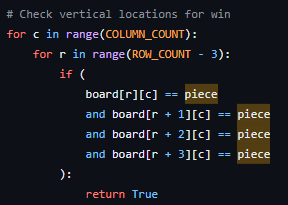 # Check vertical locations for win
for c in range(COLUMN_COUNT):
    for r in range(ROW_COUNT - 3):
        if (
            board[r][c] == piece
            and board[r + 1][c] == piece
            and board[r + 2][c] == piece
            and board[r + 3][c] == piece
        ):
            return True